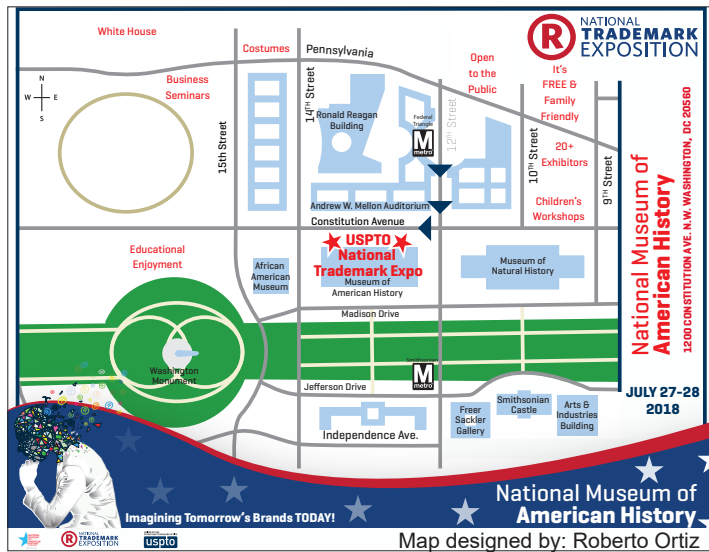 White House
Costumes
Pennsylvania
R
NATIONAL
TRADEMARK
EXPOSITION
Business
Seminars
N
W
E
S
15th Street
14TH Street
Ronald Reagan
Building
Federal
Triangle
M
metro
12TH Street
Open
to the
Public
It's
FREE &
Family
Friendly
20+
Exhibitors
Children's
Workshops
10TH Street
9TH Street
Andrew W. Mellon Auditorium
Constitution Avenue
USPTO
National
Trademark Expo
Museum of
American History
Educational
Enjoyment
African
American
Museum
Museum of
Natural History
Madison Drive
Washington
Monument
Smithsonian
M
metro
Jefferson Drive
Independence Ave.
Freer
Sackler
Gallery
Smithsonian
Castle
Arts &
Industries
Building
National Museum of
American History
1200 CONSTITUTION AVE. N.W. WASHINGTON, DC 20560
JULY 27-28
2018
Imagining Tomorrow's Brands TODAY!
National Museum of
American History
R
NATIONAL
TRADEMARK
EXPOSITION
uspto
Map designed by: Roberto Ortiz